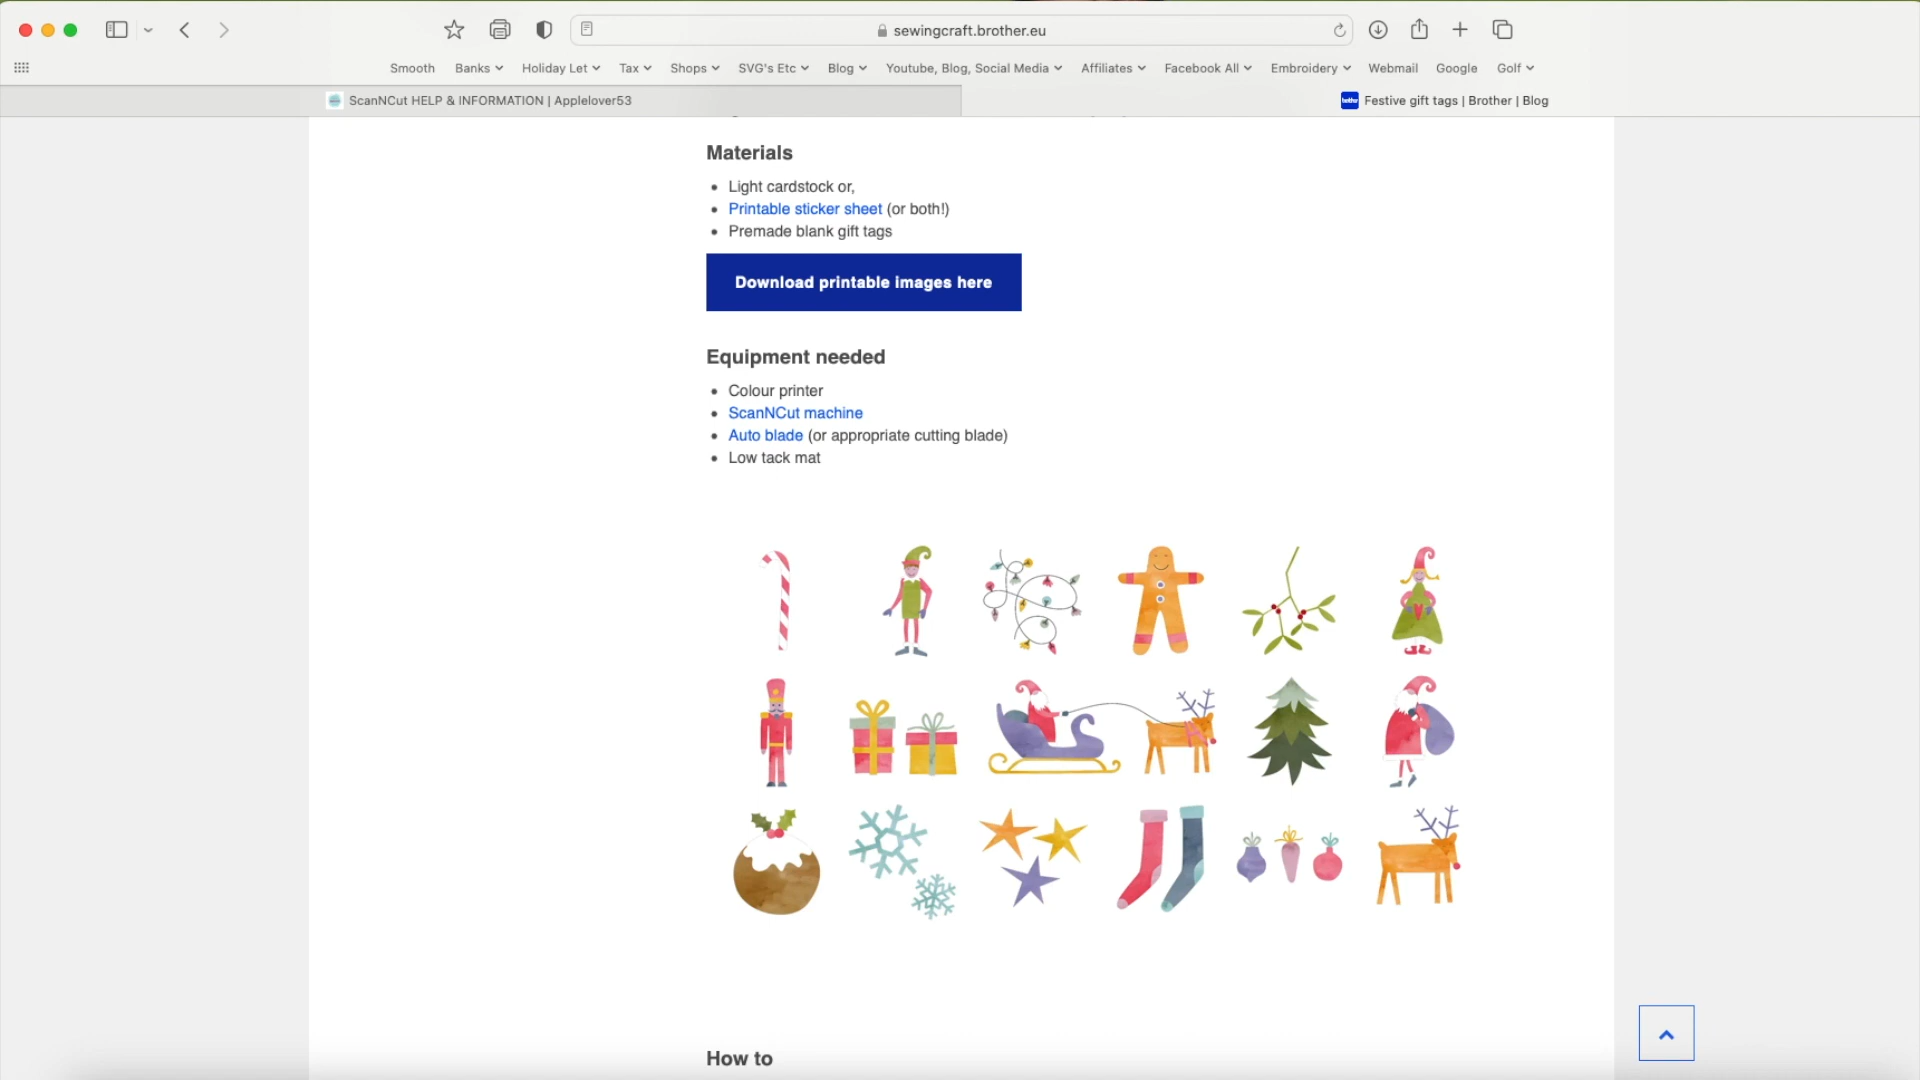 sewingcraft.brother.eu
Smooth Banks Holiday Let Tax Shops SVG's Etc Blog Youtube, Blog, Social Media Affiliates Facebook All Embroidery Webmail Google Golf
ScanNCut HELP & INFORMATION | Applelover53
brother Festive gift tags | Brother | Blog
Materials
• Light cardstock or,
• Printable sticker sheet (or both!)
• Premade blank gift tags
Download printable images here
Equipment needed
• Colour printer
• ScanNCut machine
• Auto blade (or appropriate cutting blade)
• Low tack mat
How to